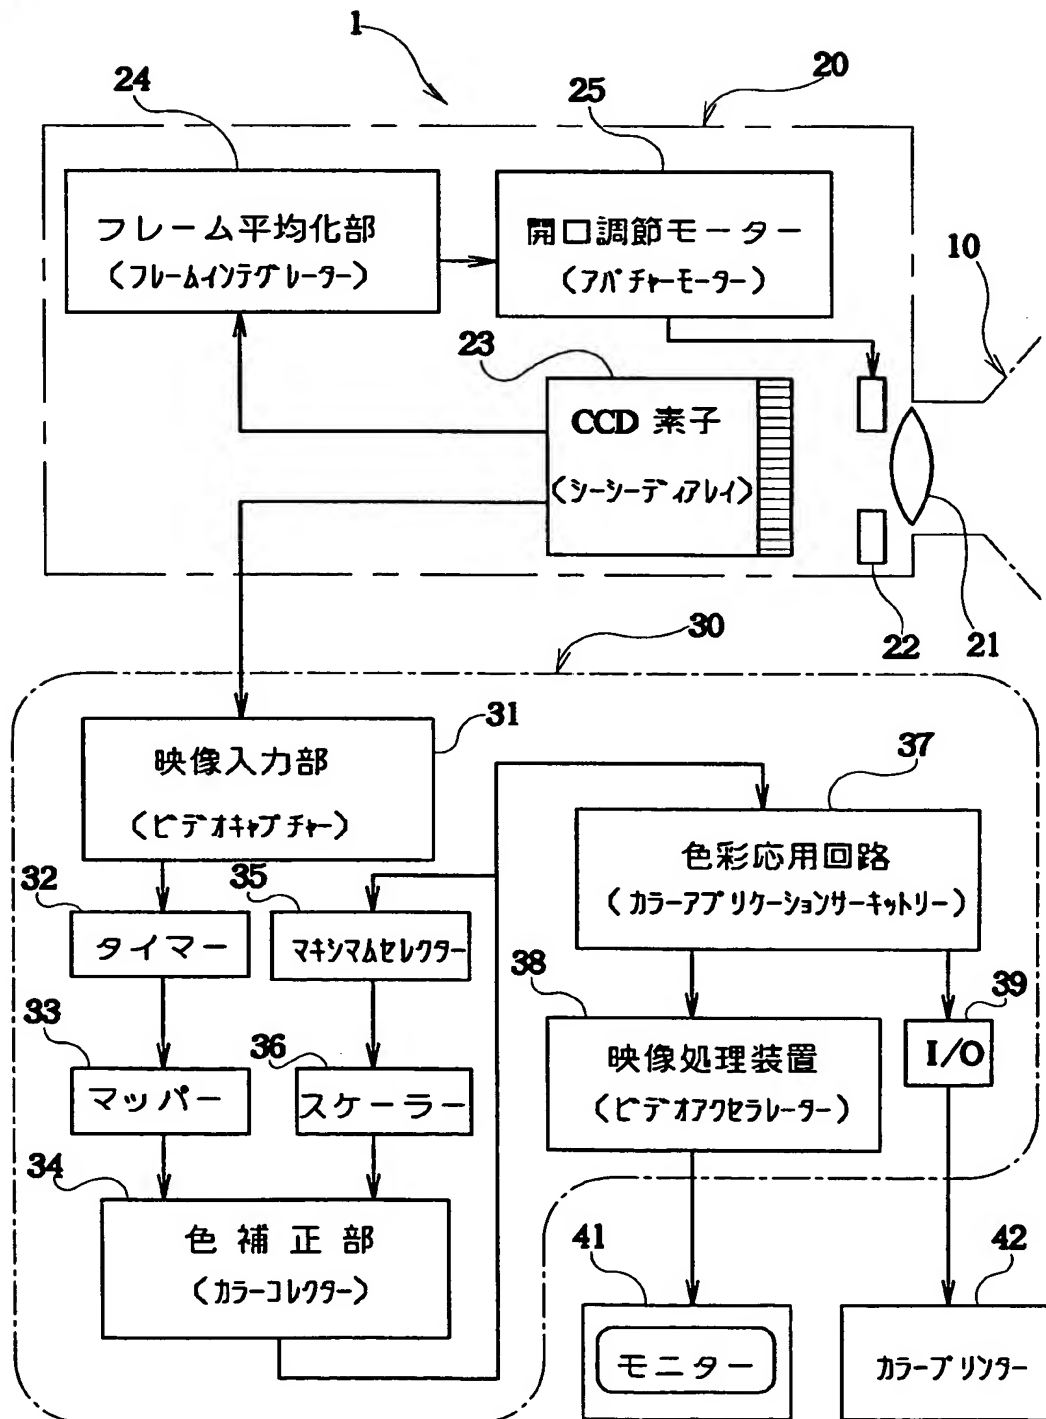 1
20
24
25
フレーム平均化部
(フレームインテグレーター)
開口調節モーター
(アパチャーモーター)
10
23
CCD 素子
(シーシーディアレイ)
22
21
30
31
映像入力部
(ビデオキャプチャー)
37
色彩応用回路
(カラーアプリケーションサーキットリー)
32
タイマー
35
マキシマムセレクター
38
映像処理装置
(ビデオアクセラレーター)
39
I/O
33
マッパー
36
スケーラー
34
色補正部
(カラーコレクター)
41
モニター
42
カラープリンター